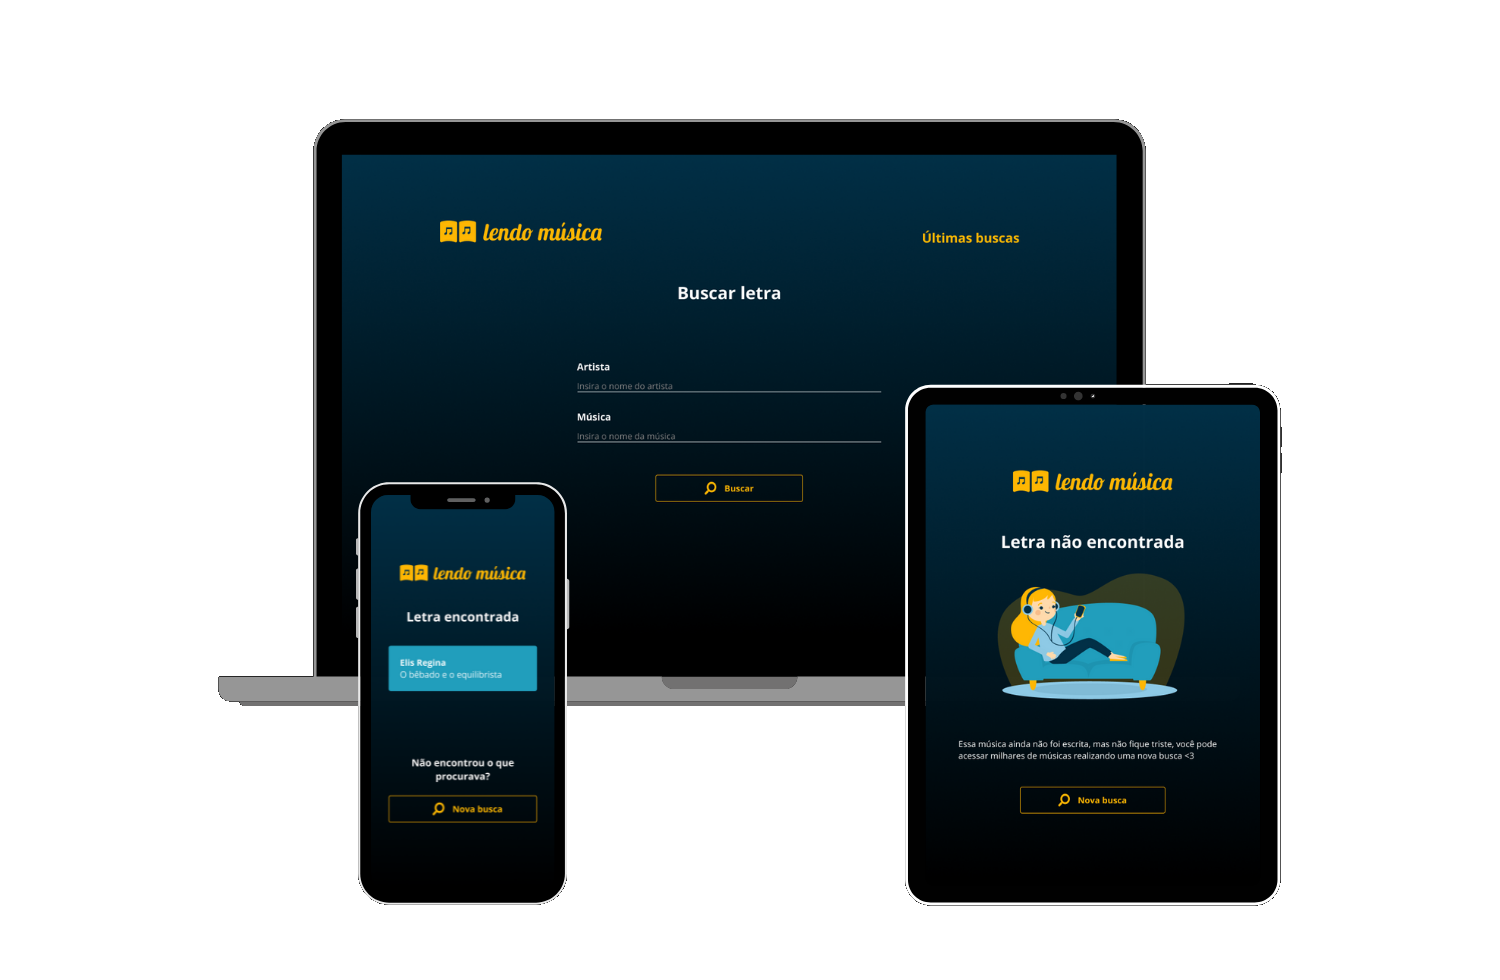 lendo música
Últimas buscas
Buscar letra
Artista
Insira o nome do artista
Música
Insira o nome da música
Buscar
lendo música
Letra encontrada
Elis Regina
O bêbado e o equilibrista
Não encontrou o que
procurava?
Nova busca
lendo música
Letra não encontrada
Essa música ainda não foi escrita, mas não fique triste, você pode
acessar milhares de músicas realizando uma nova busca <3
Nova busca